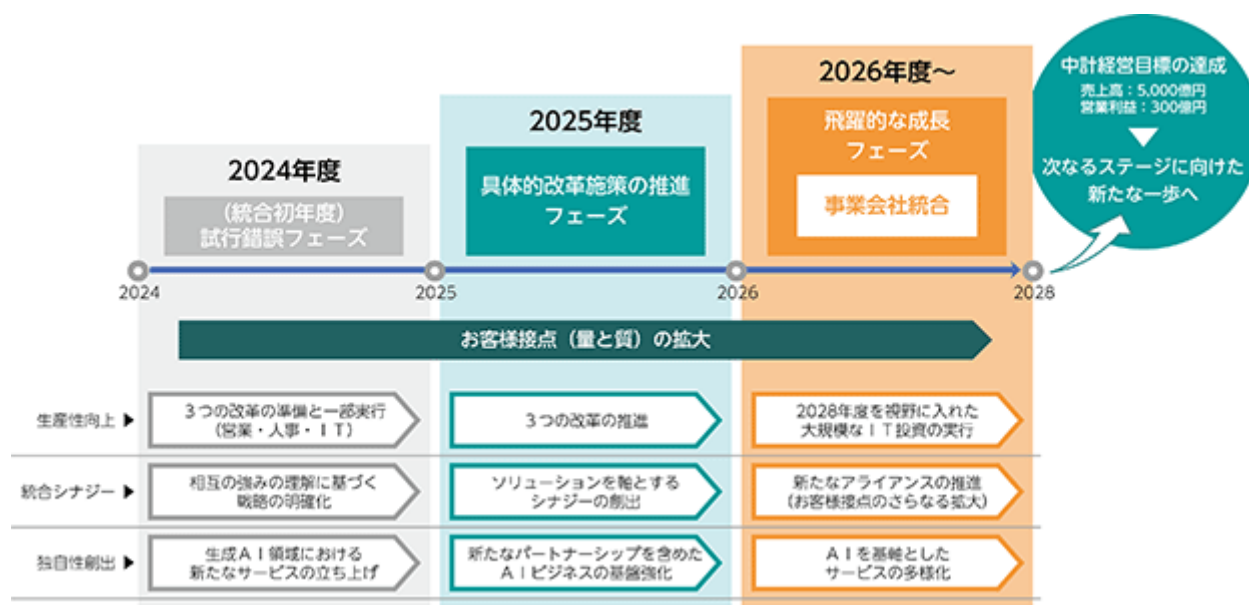 中計経営目標の達成
売上高：5,000億円
営業利益：300億円
次なるステージに向けた
新たな一歩へ
2026年度～
飛躍的な成長
フェーズ
事業会社統合
2025年度
具体的改革施策の推進
フェーズ
2024年度
(統合初年度)
試行錯誤フェーズ
2024
2025
2026
2028
お客様接点（量と質）の拡大
生産性向上▶
３つの改革の準備と一部実行
(営業・人事・ＩＴ)
３つの改革の推進
2028年度を視野に入れた
大規模なＩＴ投資の実行
統合シナジー▶
相互の強みの理解に基づく
戦略の明確化
ソリューションを軸とする
シナジーの創出
新たなアライアンスの推進
(お客様接点のさらなる拡大)
独自性創出▶
生成ＡＩ領域における
新たなサービスの立ち上げ
新たなパートナーシップを含めた
ＡＩビジネスの基盤強化
ＡＩを基軸とした
サービスの多様化